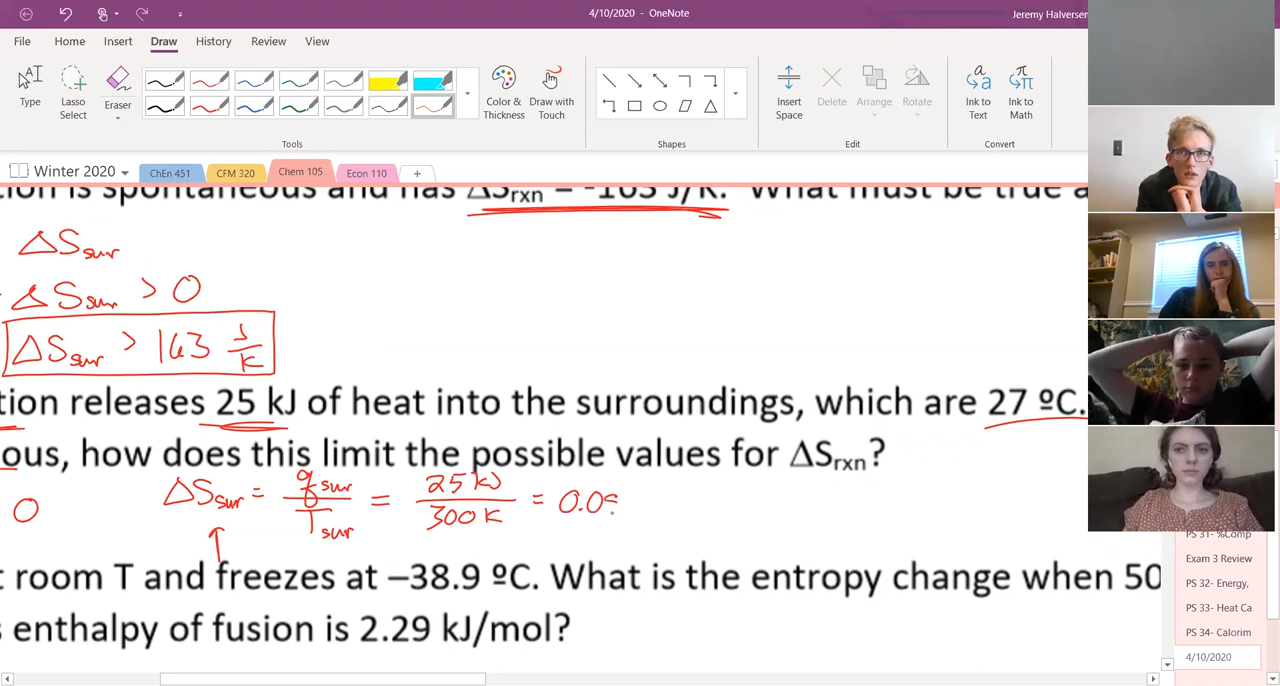 4/10/2020 - OneNote
Jeremy Halversen
File Home Insert Draw History Review View
Type
Lasso Select
Eraser
Color & Thickness
Draw with Touch
Insert Space
Delete
Arrange
Rotate
Ink to Text
Ink to Math
Tools
Shapes
Edit
Convert
Winter 2020 ChEn 451 CFM 320 Chem 105 Econ 110 +
tion is spontaneous and has ΔSrxn = -163 J/K. What must be true a
ΔSsur
ΔSsur > 0
ΔSsur > 163 J/K
tion releases 25 kJ of heat into the surroundings, which are 27 ºC.
ous, how does this limit the possible values for ΔSrxn?
0 ΔSsur = qsur/Tsur = 25 kJ/300 K = 0.08
t room T and freezes at –38.9 ºC. What is the entropy change when 50
s enthalpy of fusion is 2.29 kJ/mol?
PS 31- %Comp
Exam 3 Review
PS 32- Energy,
PS 33- Heat Ca
PS 34- Calorim
4/10/2020